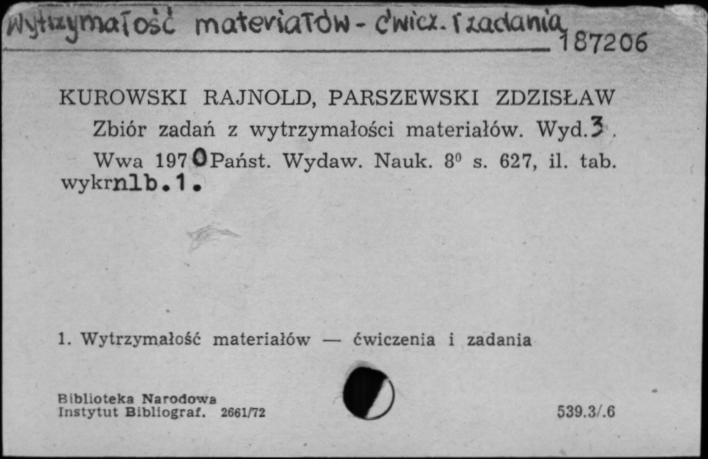 Wytrzymałość materiałów - ćwicz. i zadania
187206
KUROWSKI RAJNOLD, PARSZEWSKI ZDZISŁAW
Zbiór zadań z wytrzymałości materiałów. Wyd. 3.
Wwa 1970 Państ. Wydaw. Nauk. 8⁰ s. 627, il. tab.
wykr nlb. 1.
1. Wytrzymałość materiałów — ćwiczenia i zadania
Biblioteka Narodowa
Instytut Bibliograf. 2661/72
539.3/.6